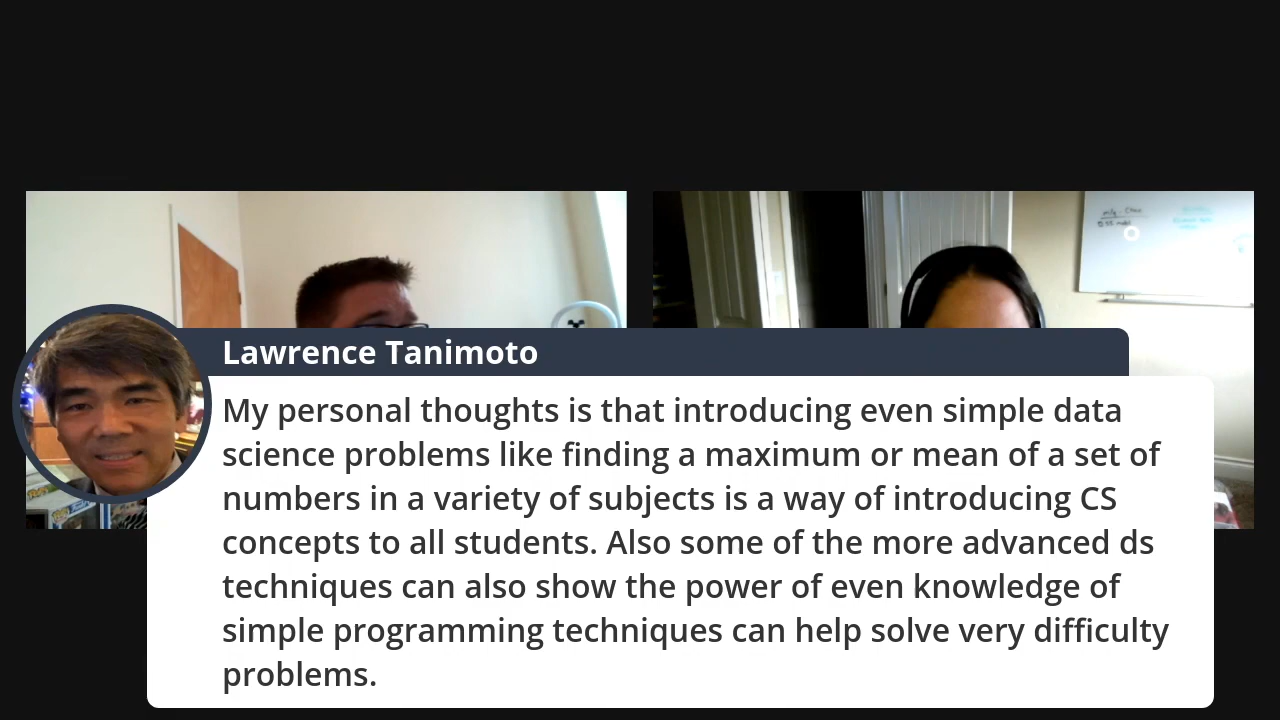 Lawrence Tanimoto
My personal thoughts is that introducing even simple data
science problems like finding a maximum or mean of a set of
numbers in a variety of subjects is a way of introducing CS
concepts to all students. Also some of the more advanced ds
techniques can also show the power of even knowledge of
simple programming techniques can help solve very difficulty
problems.